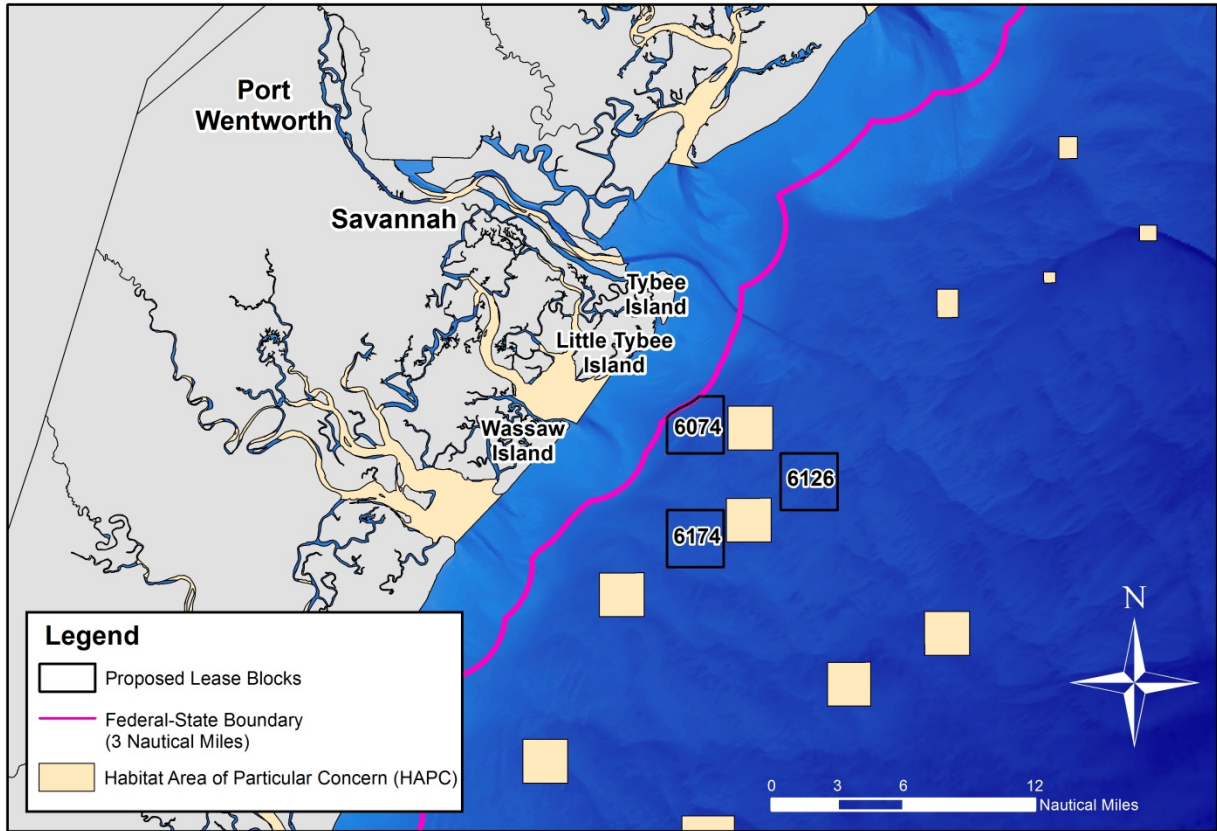 Port
Wentworth
Savannah
Tybee
Island
Little Tybee
Island
Wassaw
Island
6074
6126
6174
Legend
Proposed Lease Blocks
Federal-State Boundary
(3 Nautical Miles)
Habitat Area of Particular Concern (HAPC)
N
0 3 6 12
Nautical Miles